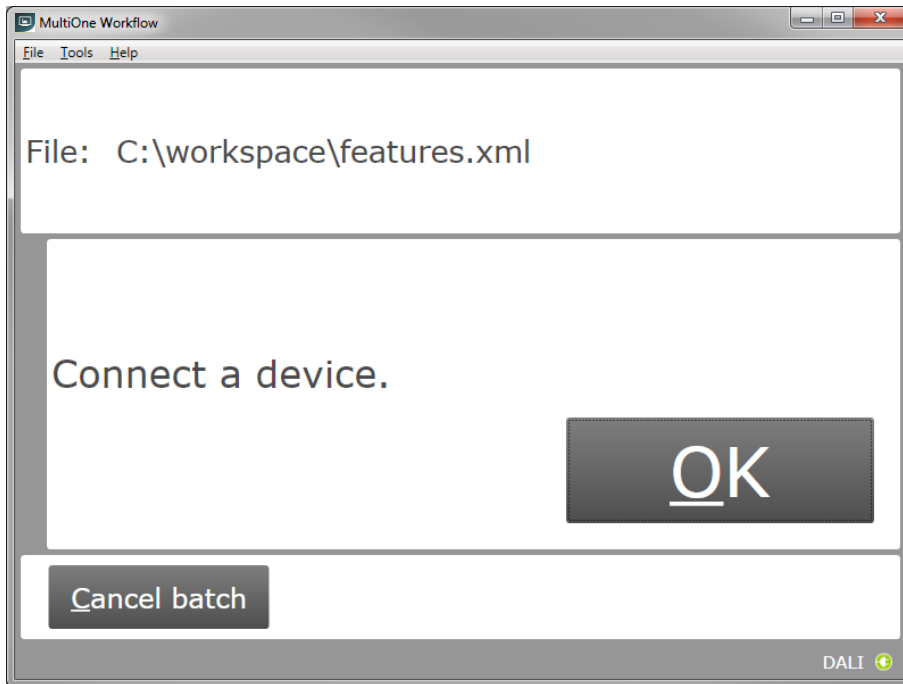 MultiOne Workflow
File Tools Help
File: C:\workspace\features.xml
Connect a device.
OK
Cancel batch
DALI